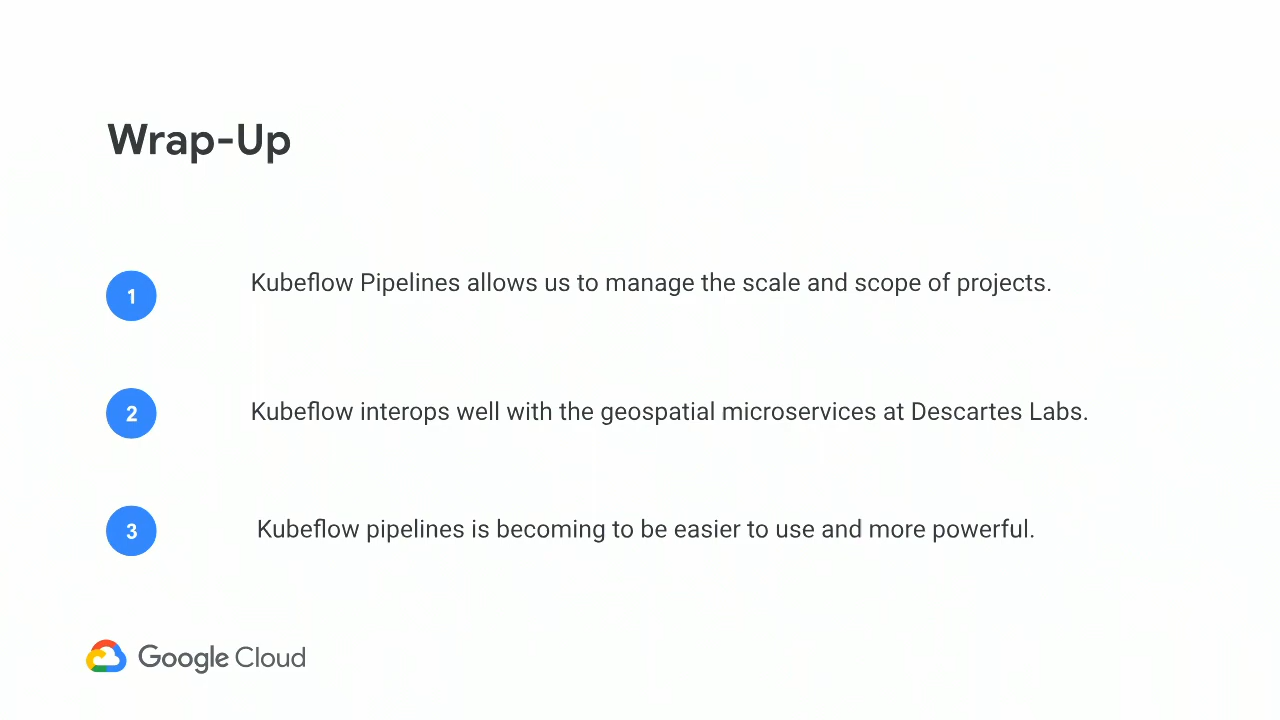 Wrap-Up
1 Kubeflow Pipelines allows us to manage the scale and scope of projects.
2 Kubeflow interops well with the geospatial microservices at Descartes Labs.
3 Kubeflow pipelines is becoming to be easier to use and more powerful.
Google Cloud